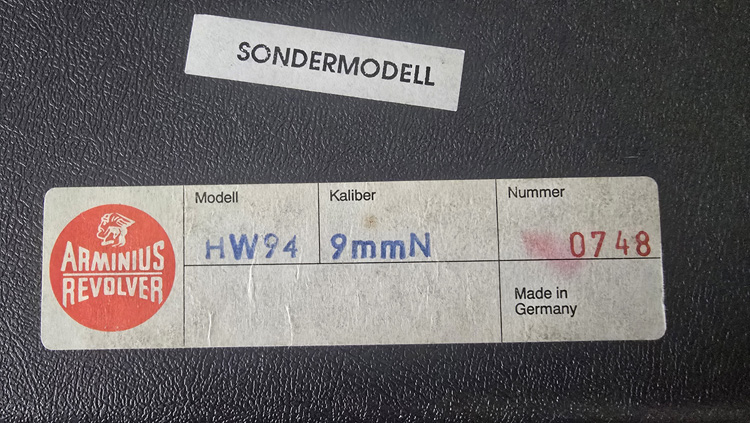 SONDERMODELL
ARMINIUS
REVOLVER
Modell
HW94
Kaliber
9mmN
Nummer
0748
Made in
Germany